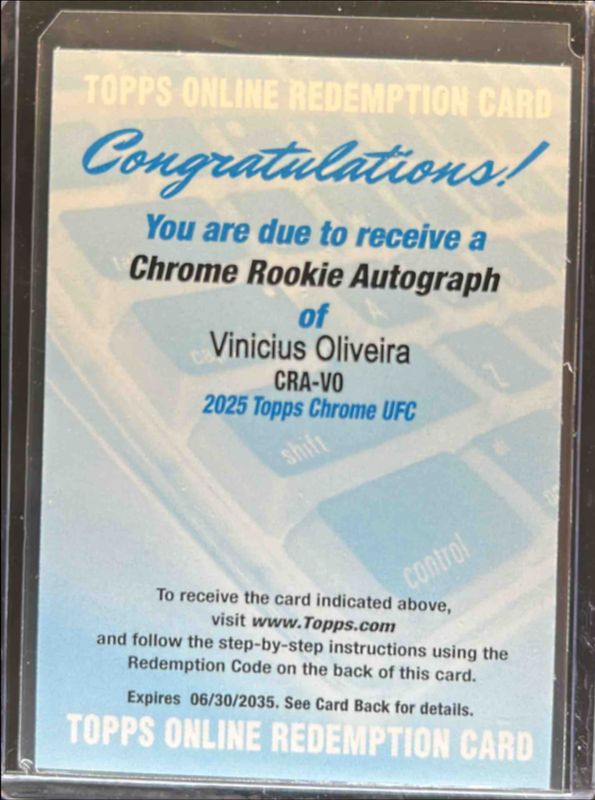 TOPPS ONLINE REDEMPTION CARD
Congratulations!
You are due to receive a
Chrome Rookie Autograph
of
Vinicius Oliveira
CRA-VO
2025 Topps Chrome UFC
shift
control
To receive the card indicated above,
visit www.Topps.com
and follow the step-by-step instructions using the
Redemption Code on the back of this card.
Expires 06/30/2035. See Card Back for details.
TOPPS ONLINE REDEMPTION CARD